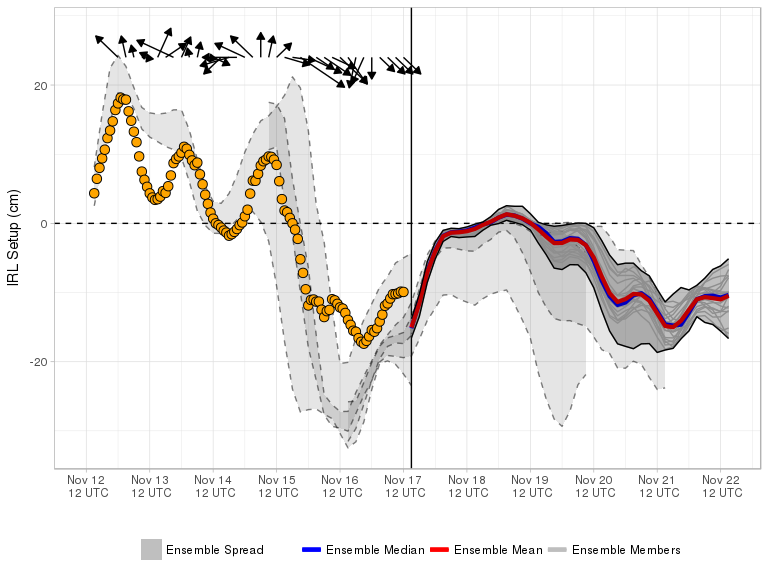 IRL Setup (cm)
20
0
-20
Nov 12 Nov 13 Nov 14 Nov 15 Nov 16 Nov 17 Nov 18 Nov 19 Nov 20 Nov 21 Nov 22
12 UTC 12 UTC 12 UTC 12 UTC 12 UTC 12 UTC 12 UTC 12 UTC 12 UTC 12 UTC 12 UTC
Ensemble Spread Ensemble Median Ensemble Mean Ensemble Members